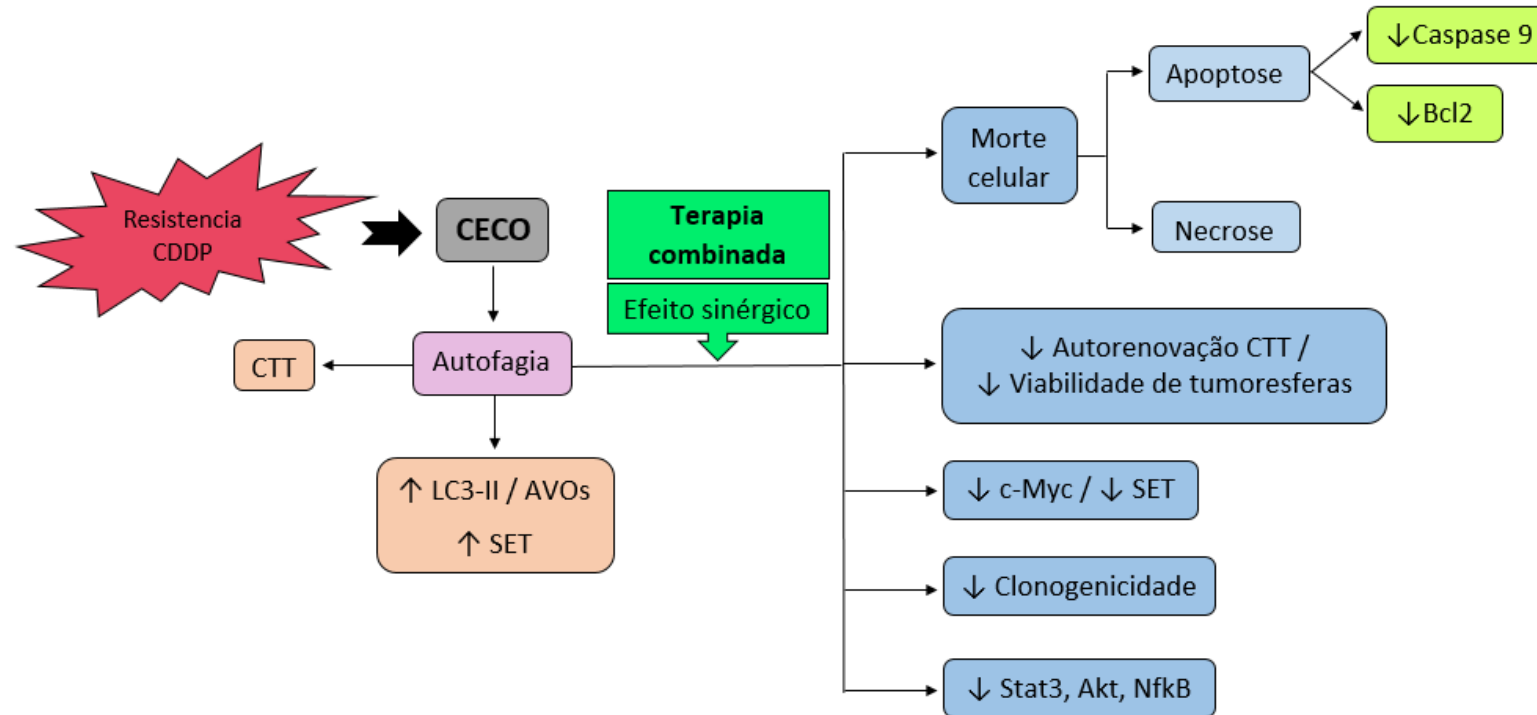 Resistencia
CDDP
CECO
Autofagia
CTT
↑ LC3-II / AVOs
↑ SET
Terapia
combinada
Efeito sinérgico
Morte
celular
Apoptose
↓Caspase 9
↓Bcl2
Necrose
↓ Autorenovação CTT /
↓ Viabilidade de tumoresferas
↓ c-Myc / ↓ SET
↓ Clonogenicidade
↓ Stat3, Akt, NfkB